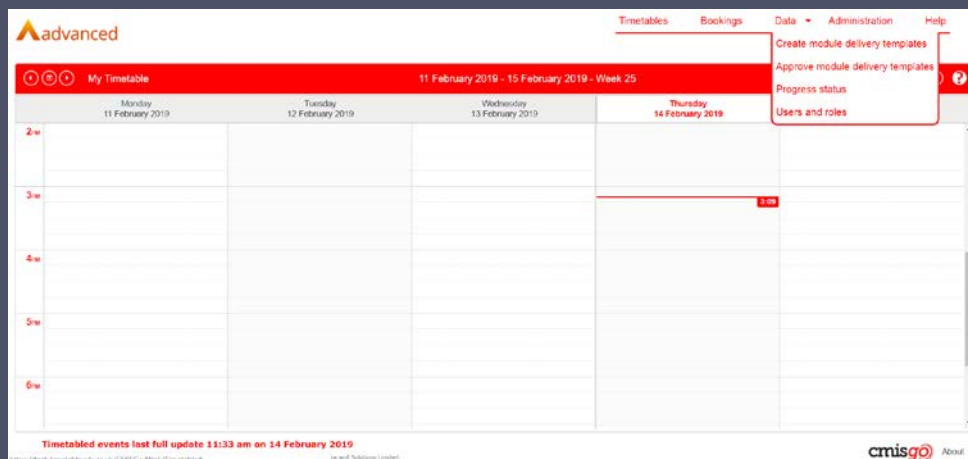 advanced
Timetables Bookings Data Administration Help
Create module delivery templates
Approve module delivery templates
Progress status
Users and roles
My Timetable 11 February 2019 - 15 February 2019 - Week 25 ?
Monday Tuesday Wednesday Thursday
11 February 2019 12 February 2019 13 February 2019 14 February 2019
2PM
3PM
3:09
4PM
5PM
6PM
Timetabled events last full update 11:33 am on 14 February 2019
cmisgo About